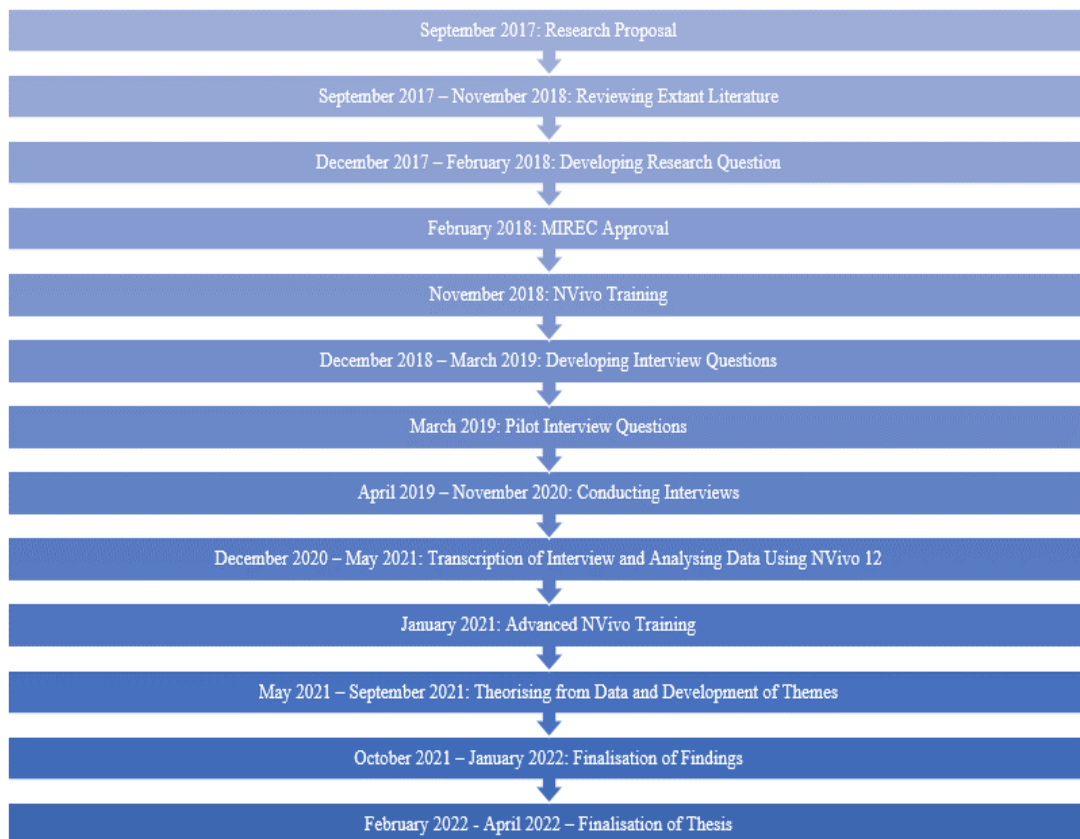 September 2017: Research Proposal
September 2017 – November 2018: Reviewing Extant Literature
December 2017 – February 2018: Developing Research Question
February 2018: MIREC Approval
November 2018: NVivo Training
December 2018 – March 2019: Developing Interview Questions
March 2019: Pilot Interview Questions
April 2019 – November 2020: Conducting Interviews
December 2020 – May 2021: Transcription of Interview and Analysing Data Using NVivo 12
January 2021: Advanced NVivo Training
May 2021 – September 2021: Theorising from Data and Development of Themes
October 2021 – January 2022: Finalisation of Findings
February 2022 - April 2022 – Finalisation of Thesis